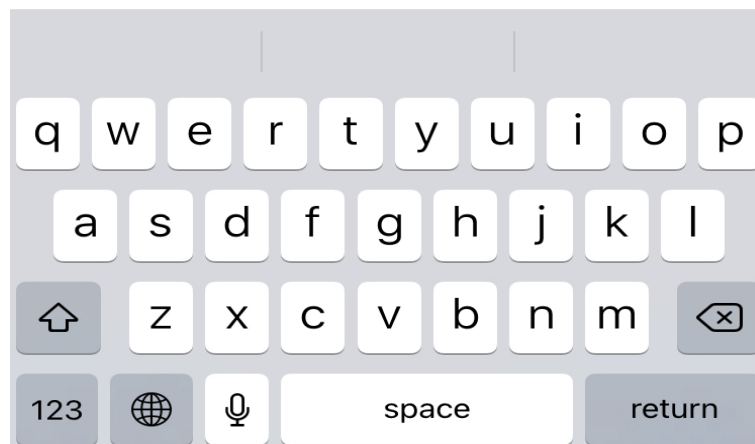 q w e r t y u i o p
a s d f g h j k l
z x c v b n m
123 space return